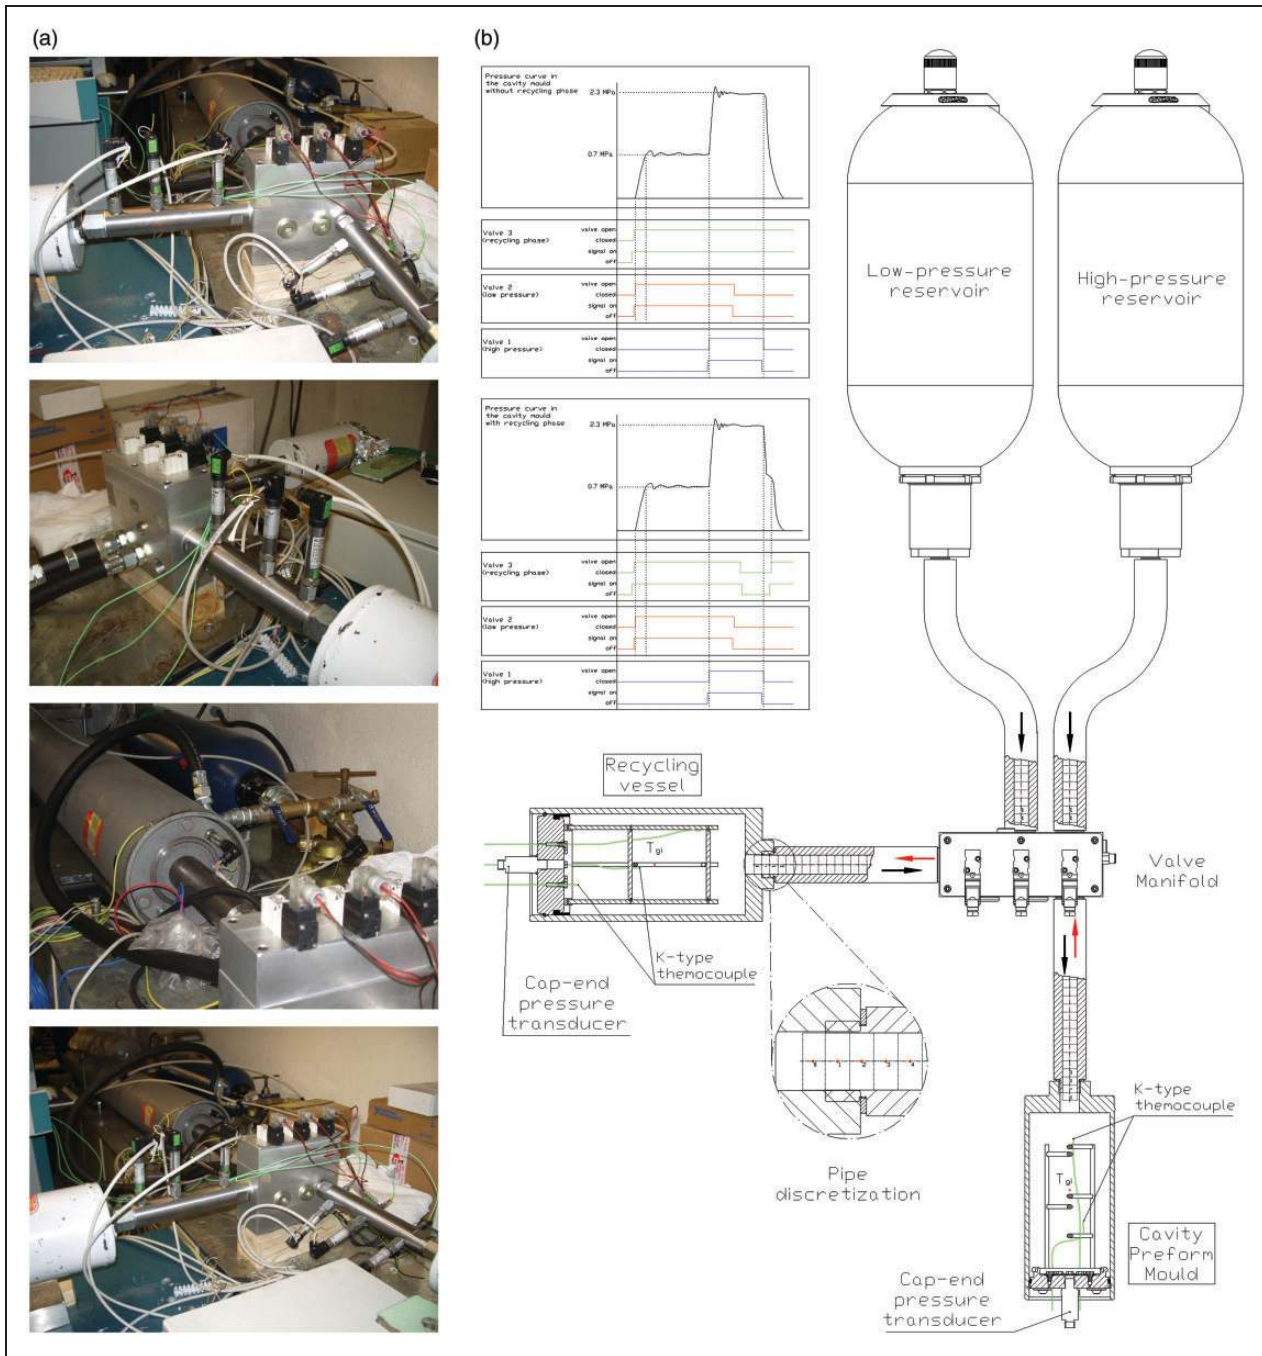 (a)
(b)
Pressure curve in
the cavity mould
without recycling phase
2.3 MPa
0.7 MPa
Valve 3
(recycling phase)
valve open
closed
signal on
off
Valve 2
(low pressure)
valve open
closed
signal on
off
Valve 1
(high pressure)
valve open
closed
signal on
off
Pressure curve in
the cavity mould
with recycling phase
2.3 MPa
0.7 MPa
Valve 3
(recycling phase)
valve open
closed
signal on
off
Valve 2
(low pressure)
valve open
closed
signal on
off
Valve 1
(high pressure)
valve open
closed
signal on
off
Low-pressure
reservoir
High-pressure
reservoir
Recycling
vessel
Tgi
K-type
themocouple
Cap-end
pressure
transducer
Valve
Manifold
1 2 3 4
Pipe
discretization
K-type
themocouple
Tgi
Cavity
Preform
Mould
Cap-end
pressure
transducer